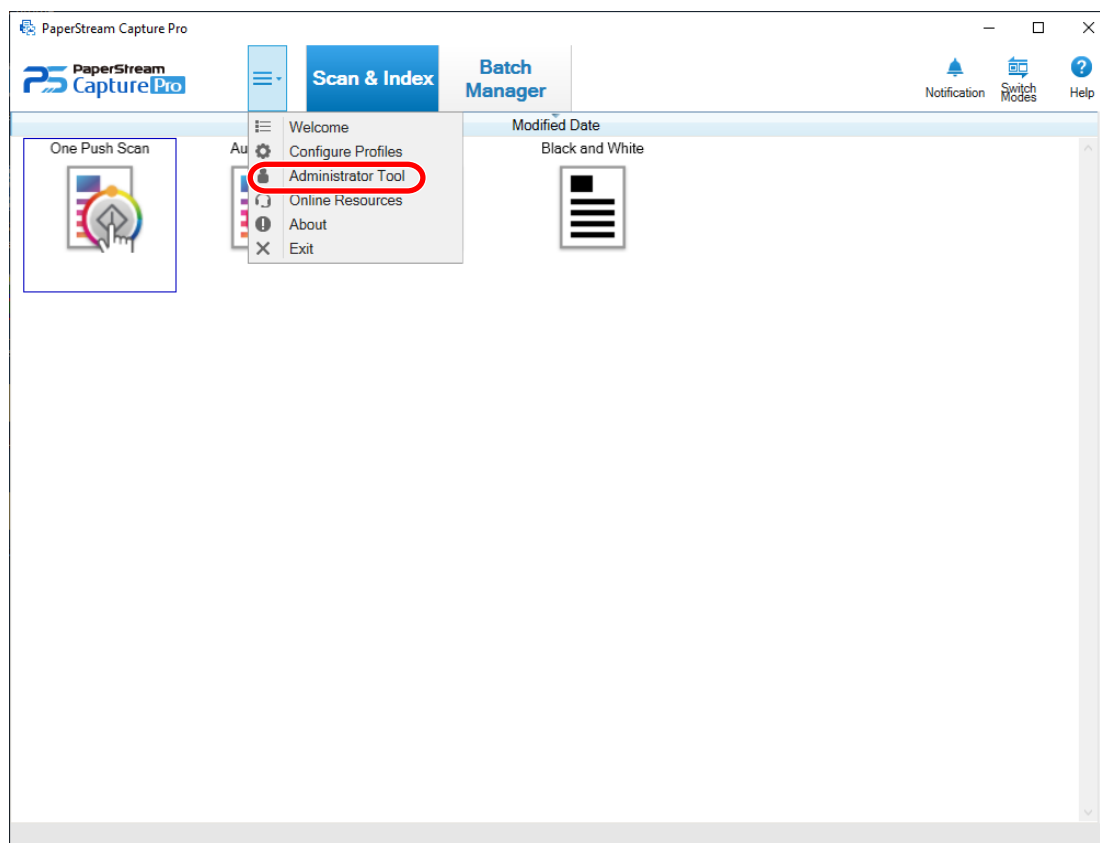 PaperStream Capture Pro
PaperStream
Capture Pro
Scan & Index
Batch
Manager
Notification
Switch
Modes
Help
Modified Date
Welcome
Configure Profiles
Administrator Tool
Online Resources
About
Exit
One Push Scan
Au
Black and White